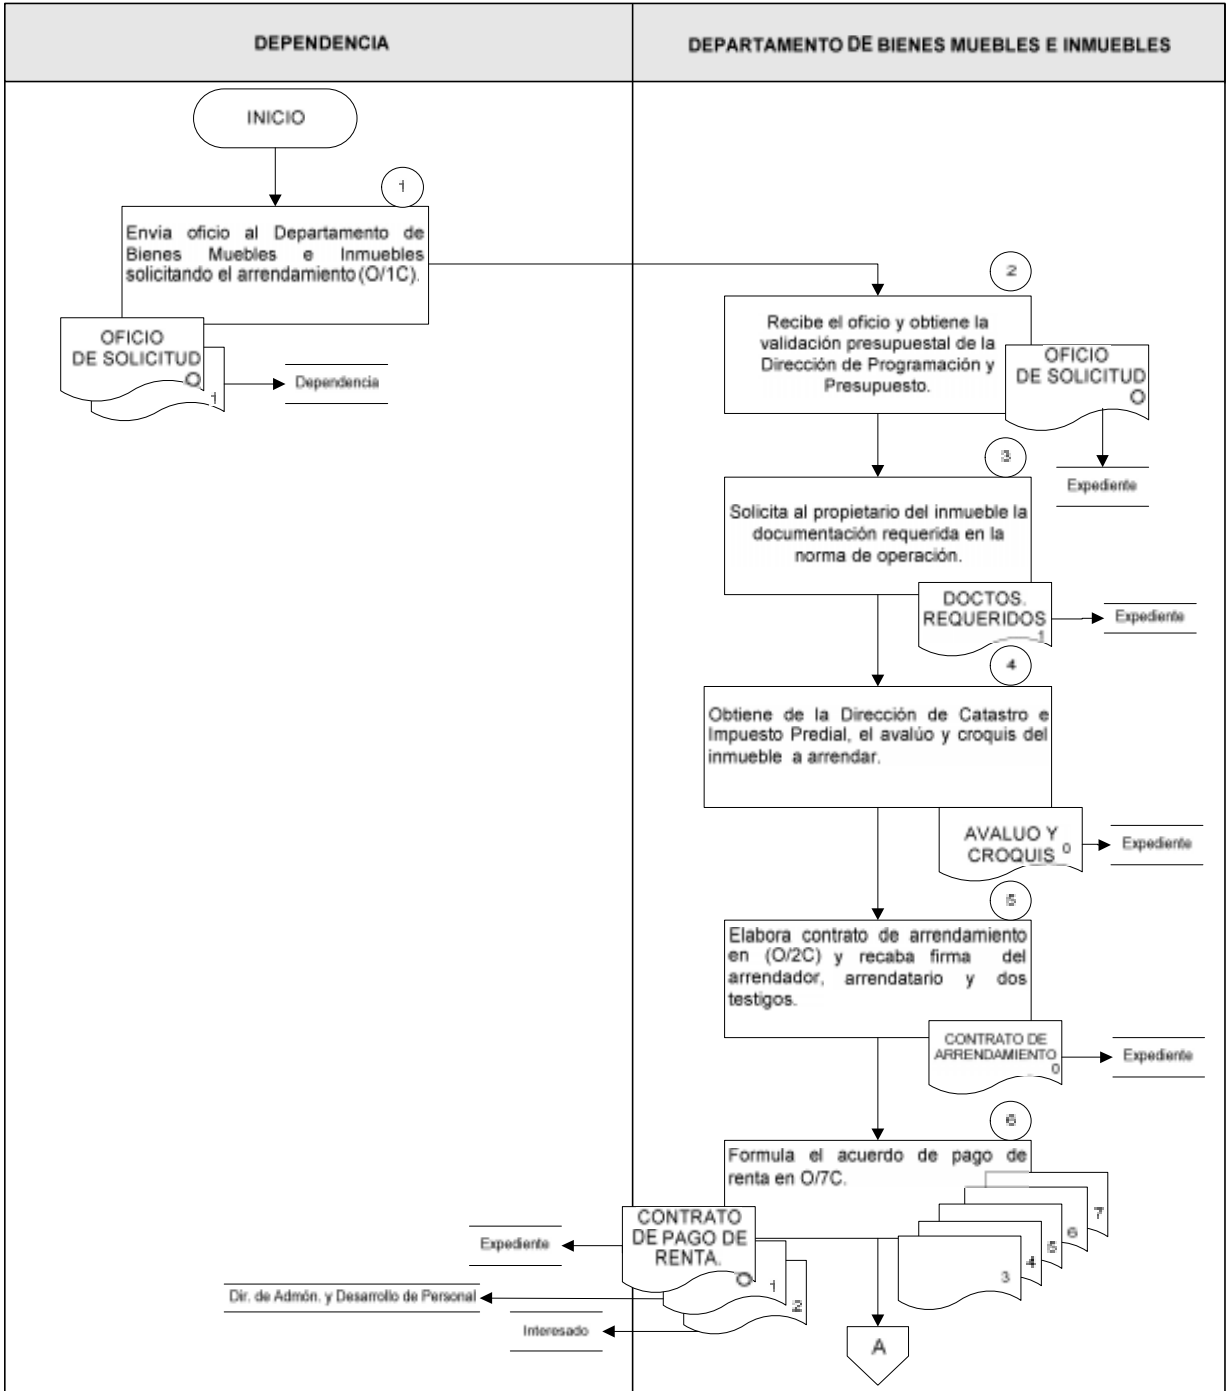 DEPENDENCIA
DEPARTAMENTO DE BIENES MUEBLES E INMUEBLES
INICIO
1
Envia oficio al Departamento de
Bienes Muebles e Inmuebles
solicitando el arrendamiento (O/1C).
OFICIO
DE SOLICITUD
O
1
Dependencia
2
Recibe el oficio y obtiene la
validación presupuestal de la
Dirección de Programación y
Presupuesto.
OFICIO
DE SOLICITUD
O
Expediente
3
Solicita al propietario del inmueble la
documentación requerida en la
norma de operación.
DOCTOS.
REQUERIDOS
1
Expediente
4
Obtiene de la Dirección de Catastro e
Impuesto Predial, el avalúo y croquis del
inmueble a arrendar.
AVALUO Y
CROQUIS 0
Expediente
5
Elabora contrato de arrendamiento
en (O/2C) y recaba firma del
arrendador, arrendatario y dos
testigos.
CONTRATO DE
ARRENDAMIENTO
0
Expediente
6
Formula el acuerdo de pago de
renta en O/7C.
CONTRATO
DE PAGO DE
RENTA.
O
1
2
3
4
5
6
7
Expediente
Dir. de Admón. y Desarrollo de Personal
Interesado
A